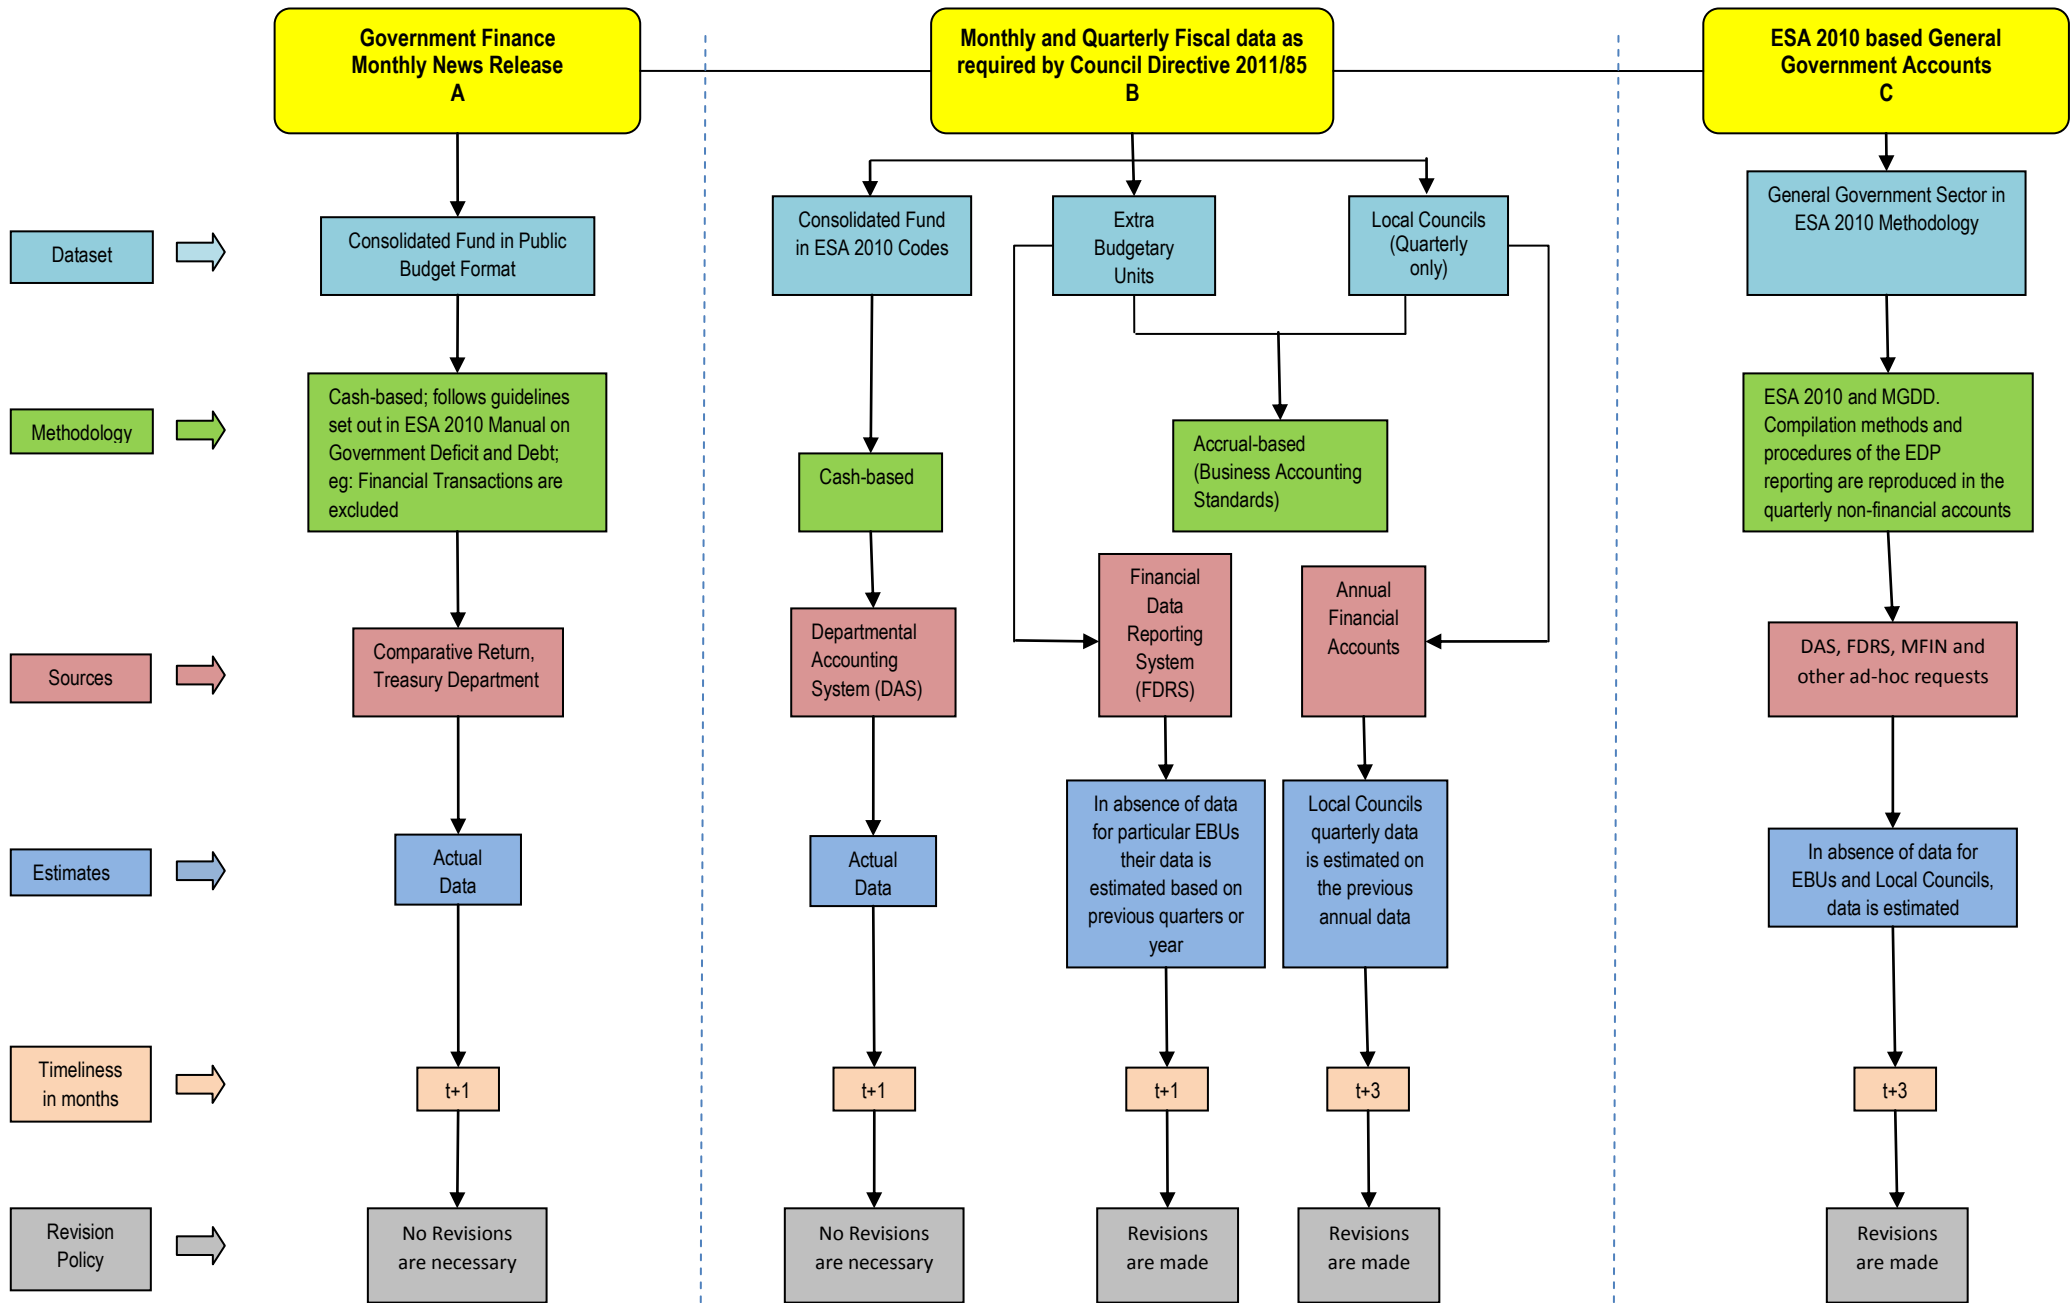 Government Finance
Monthly News Release
A
Monthly and Quarterly Fiscal data as
required by Council Directive 2011/85
B
ESA 2010 based General
Government Accounts
C
Dataset
Consolidated Fund in Public
Budget Format
Consolidated Fund
in ESA 2010 Codes
Extra
Budgetary
Units
Local Councils
(Quarterly
only)
General Government Sector in
ESA 2010 Methodology
Methodology
Cash-based; follows guidelines
set out in ESA 2010 Manual on
Government Deficit and Debt;
eg: Financial Transactions are
excluded
Cash-based
Accrual-based
(Business Accounting
Standards)
ESA 2010 and MGDD.
Compilation methods and
procedures of the EDP
reporting are reproduced in the
quarterly non-financial accounts
Sources
Comparative Return,
Treasury Department
Departmental
Accounting
System (DAS)
Financial
Data
Reporting
System
(FDRS)
Annual
Financial
Accounts
DAS, FDRS, MFIN and
other ad-hoc requests
Estimates
Actual
Data
Actual
Data
In absence of data
for particular EBUs
their data is
estimated based on
previous quarters or
year
Local Councils
quarterly data
is estimated on
the previous
annual data
In absence of data for
EBUs and Local Councils,
data is estimated
Timeliness
in months
t+1
t+1
t+1
t+3
t+3
Revision
Policy
No Revisions
are necessary
No Revisions
are necessary
Revisions
are made
Revisions
are made
Revisions
are made